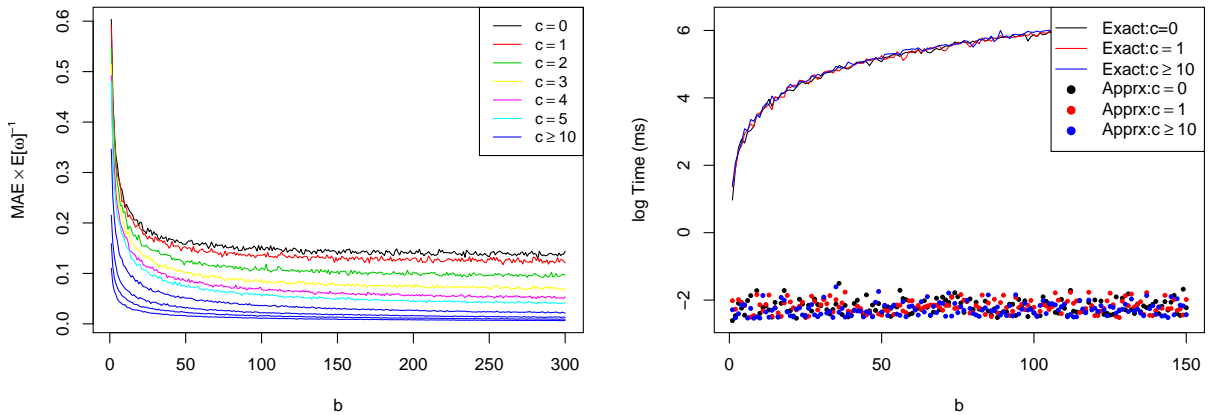 MAE × E[ω]⁻¹
0.0
0.1
0.2
0.3
0.4
0.5
0.6
0
50
100
150
200
250
300
b
c = 0
c = 1
c = 2
c = 3
c = 4
c = 5
c ≥ 10
log Time (ms)
−2
0
2
4
6
0
50
100
150
b
Exact:c=0
Exact:c = 1
Exact:c ≥ 10
Apprx:c = 0
Apprx:c = 1
Apprx:c ≥ 10